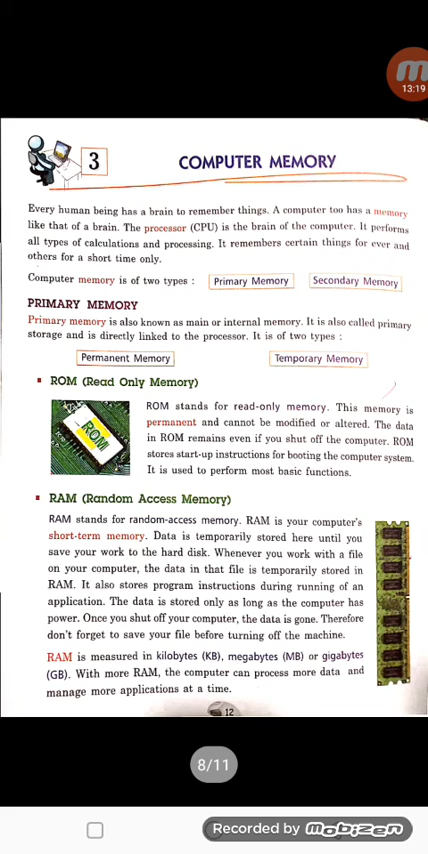 13:19
3
COMPUTER MEMORY
Every human being has a brain to remember things. A computer too has a memory
like that of a brain. The processor (CPU) is the brain of the computer. It performs
all types of calculations and processing. It remembers certain things for ever and
others for a short time only.
Computer memory is of two types : Primary Memory Secondary Memory
PRIMARY MEMORY
Primary memory is also known as main or internal memory. It is also called primary
storage and is directly linked to the processor. It is of two types :
Permanent Memory Temporary Memory
▪ ROM (Read Only Memory)
ROM
ROM stands for read-only memory. This memory is
permanent and cannot be modified or altered. The data
in ROM remains even if you shut off the computer. ROM
stores start-up instructions for booting the computer system.
It is used to perform most basic functions.
▪ RAM (Random Access Memory)
RAM stands for random-access memory. RAM is your computer's
short-term memory. Data is temporarily stored here until you
save your work to the hard disk. Whenever you work with a file
on your computer, the data in that file is temporarily stored in
RAM. It also stores program instructions during running of an
application. The data is stored only as long as the computer has
power. Once you shut off your computer, the data is gone. Therefore
don't forget to save your file before turning off the machine.
RAM is measured in kilobytes (KB), megabytes (MB) or gigabytes
(GB). With more RAM, the computer can process more data and
manage more applications at a time.
12
8/11
Recorded by mobizen